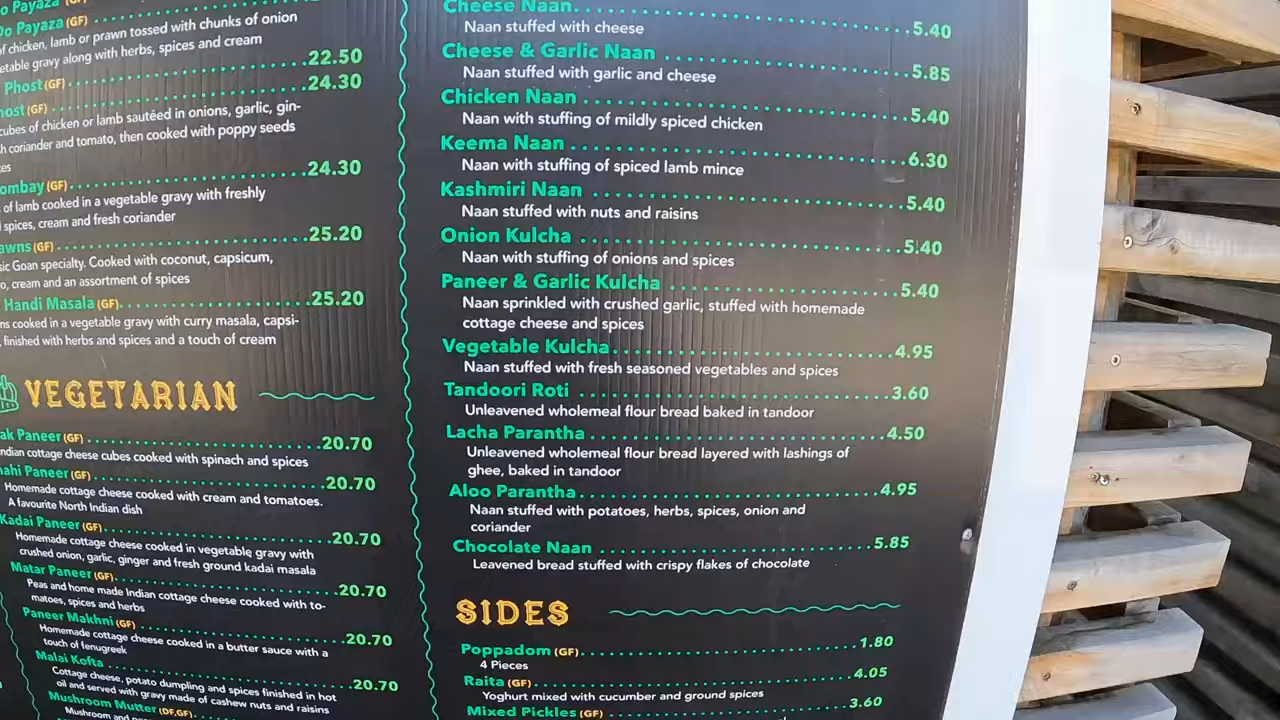 Payaza
Do Payaza (GF)
of chicken, lamb or prawn tossed with chunks of onion
gravy along with herbs, spices and cream
22.50
Phost (GF) 24.30
(GF)
cubes of chicken or lamb sautéed in onions, garlic, gin-
coriander and tomato, then cooked with poppy seeds
(GF) 24.30
of lamb cooked in a vegetable gravy with freshly
spices, cream and fresh coriander
(GF) 25.20
Goan specialty. Cooked with coconut, capsicum,
cream and an assortment of spices
Handi Masala (GF) 25.20
cooked in a vegetable gravy with curry masala, capsi-
finished with herbs and spices and a touch of cream
VEGETARIAN
Paneer (GF) 20.70
cottage cheese cubes cooked with spinach and spices
Paneer (GF) 20.70
Homemade cottage cheese cooked with cream and tomatoes.
A favourite North Indian dish
Kadai Paneer (GF) 20.70
Homemade cottage cheese cooked in vegetable gravy with
crushed onion, garlic, ginger and fresh ground kadai masala
Matar Paneer (GF) 20.70
Peas and home made Indian cottage cheese cooked with to-
matoes, spices and herbs
Paneer Makhni (GF) 20.70
Homemade cottage cheese cooked in a butter sauce with a
touch of fenugreek
Malai Kofta 20.70
Cottage cheese, potato dumpling and spices finished in hot
oil and served with gravy made of cashew nuts and raisins
Mushroom Mutter (DF,GF)
Mushroom and
Cheese Naan 5.40
Naan stuffed with cheese
Cheese & Garlic Naan 5.85
Naan stuffed with garlic and cheese
Chicken Naan 5.40
Naan with stuffing of mildly spiced chicken
Keema Naan 6.30
Naan with stuffing of spiced lamb mince
Kashmiri Naan 5.40
Naan stuffed with nuts and raisins
Onion Kulcha 5.40
Naan with stuffing of onions and spices
Paneer & Garlic Kulcha 5.40
Naan sprinkled with crushed garlic, stuffed with homemade
cottage cheese and spices
Vegetable Kulcha 4.95
Naan stuffed with fresh seasoned vegetables and spices
Tandoori Roti 3.60
Unleavened wholemeal flour bread baked in tandoor
Lacha Parantha 4.50
Unleavened wholemeal flour bread layered with lashings of
ghee, baked in tandoor
Aloo Parantha 4.95
Naan stuffed with potatoes, herbs, spices, onion and
coriander
Chocolate Naan 5.85
Leavened bread stuffed with crispy flakes of chocolate
SIDES
Poppadom (GF) 1.80
4 Pieces
Raita (GF) 4.05
Yoghurt mixed with cucumber and ground spices
Mixed Pickles (GF) 3.60